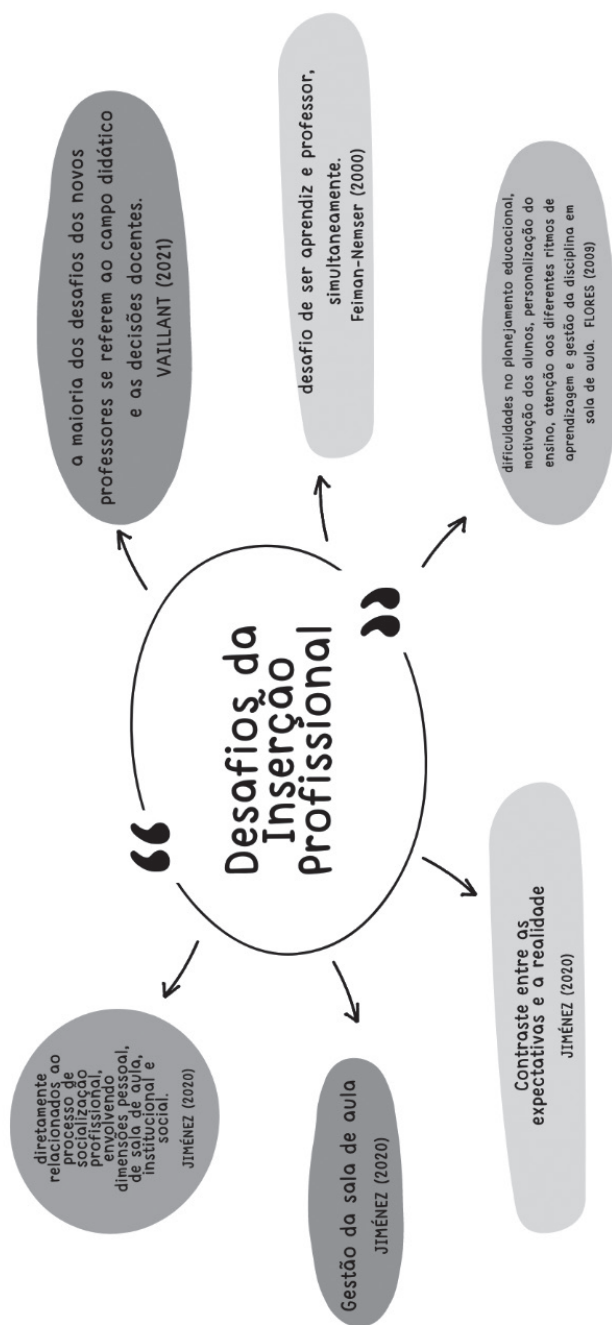 Desafios da
Inserção
Profissional
diretamente
relacionados ao
processo de
socialização
profissional,
envolvendo
dimensões pessoal,
de sala de aula,
institucional e
social.
JIMÉNEZ (2020)
a maioria dos desafios dos novos
professores se referem ao campo didático
e as decisões docentes.
VAILLANT (2021)
desafio de ser aprendiz e professor,
simultaneamente.
Feiman-Nemser (2000)
dificuldades no planejamento educacional,
motivação dos alunos, personalização do
ensino, atenção aos diferentes ritmos de
aprendizagem e gestão da disciplina em
sala de aula. FLORES (2009)
Contraste entre as
expectativas e a realidade
JIMÉNEZ (2020)
Gestão da sala de aula
JIMÉNEZ (2020)